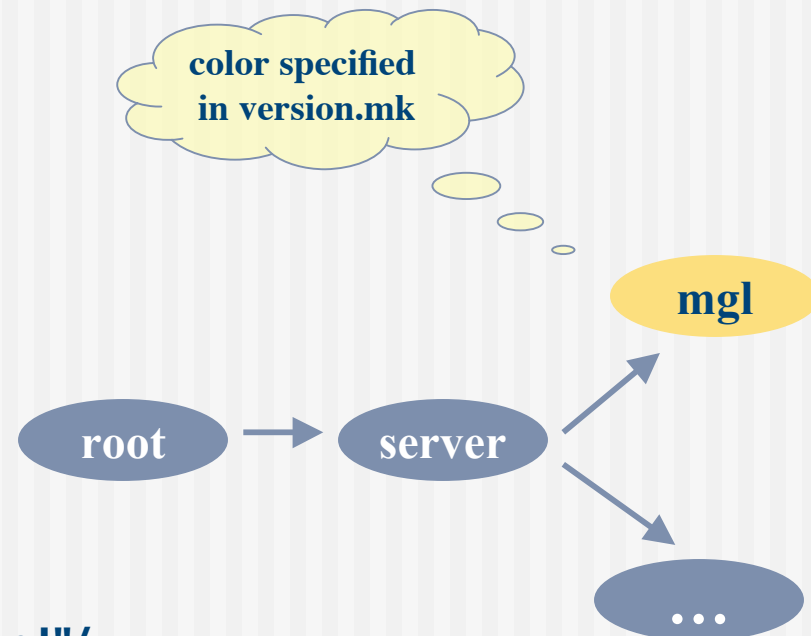 color specified
in version.mk
mgl
root
server
...